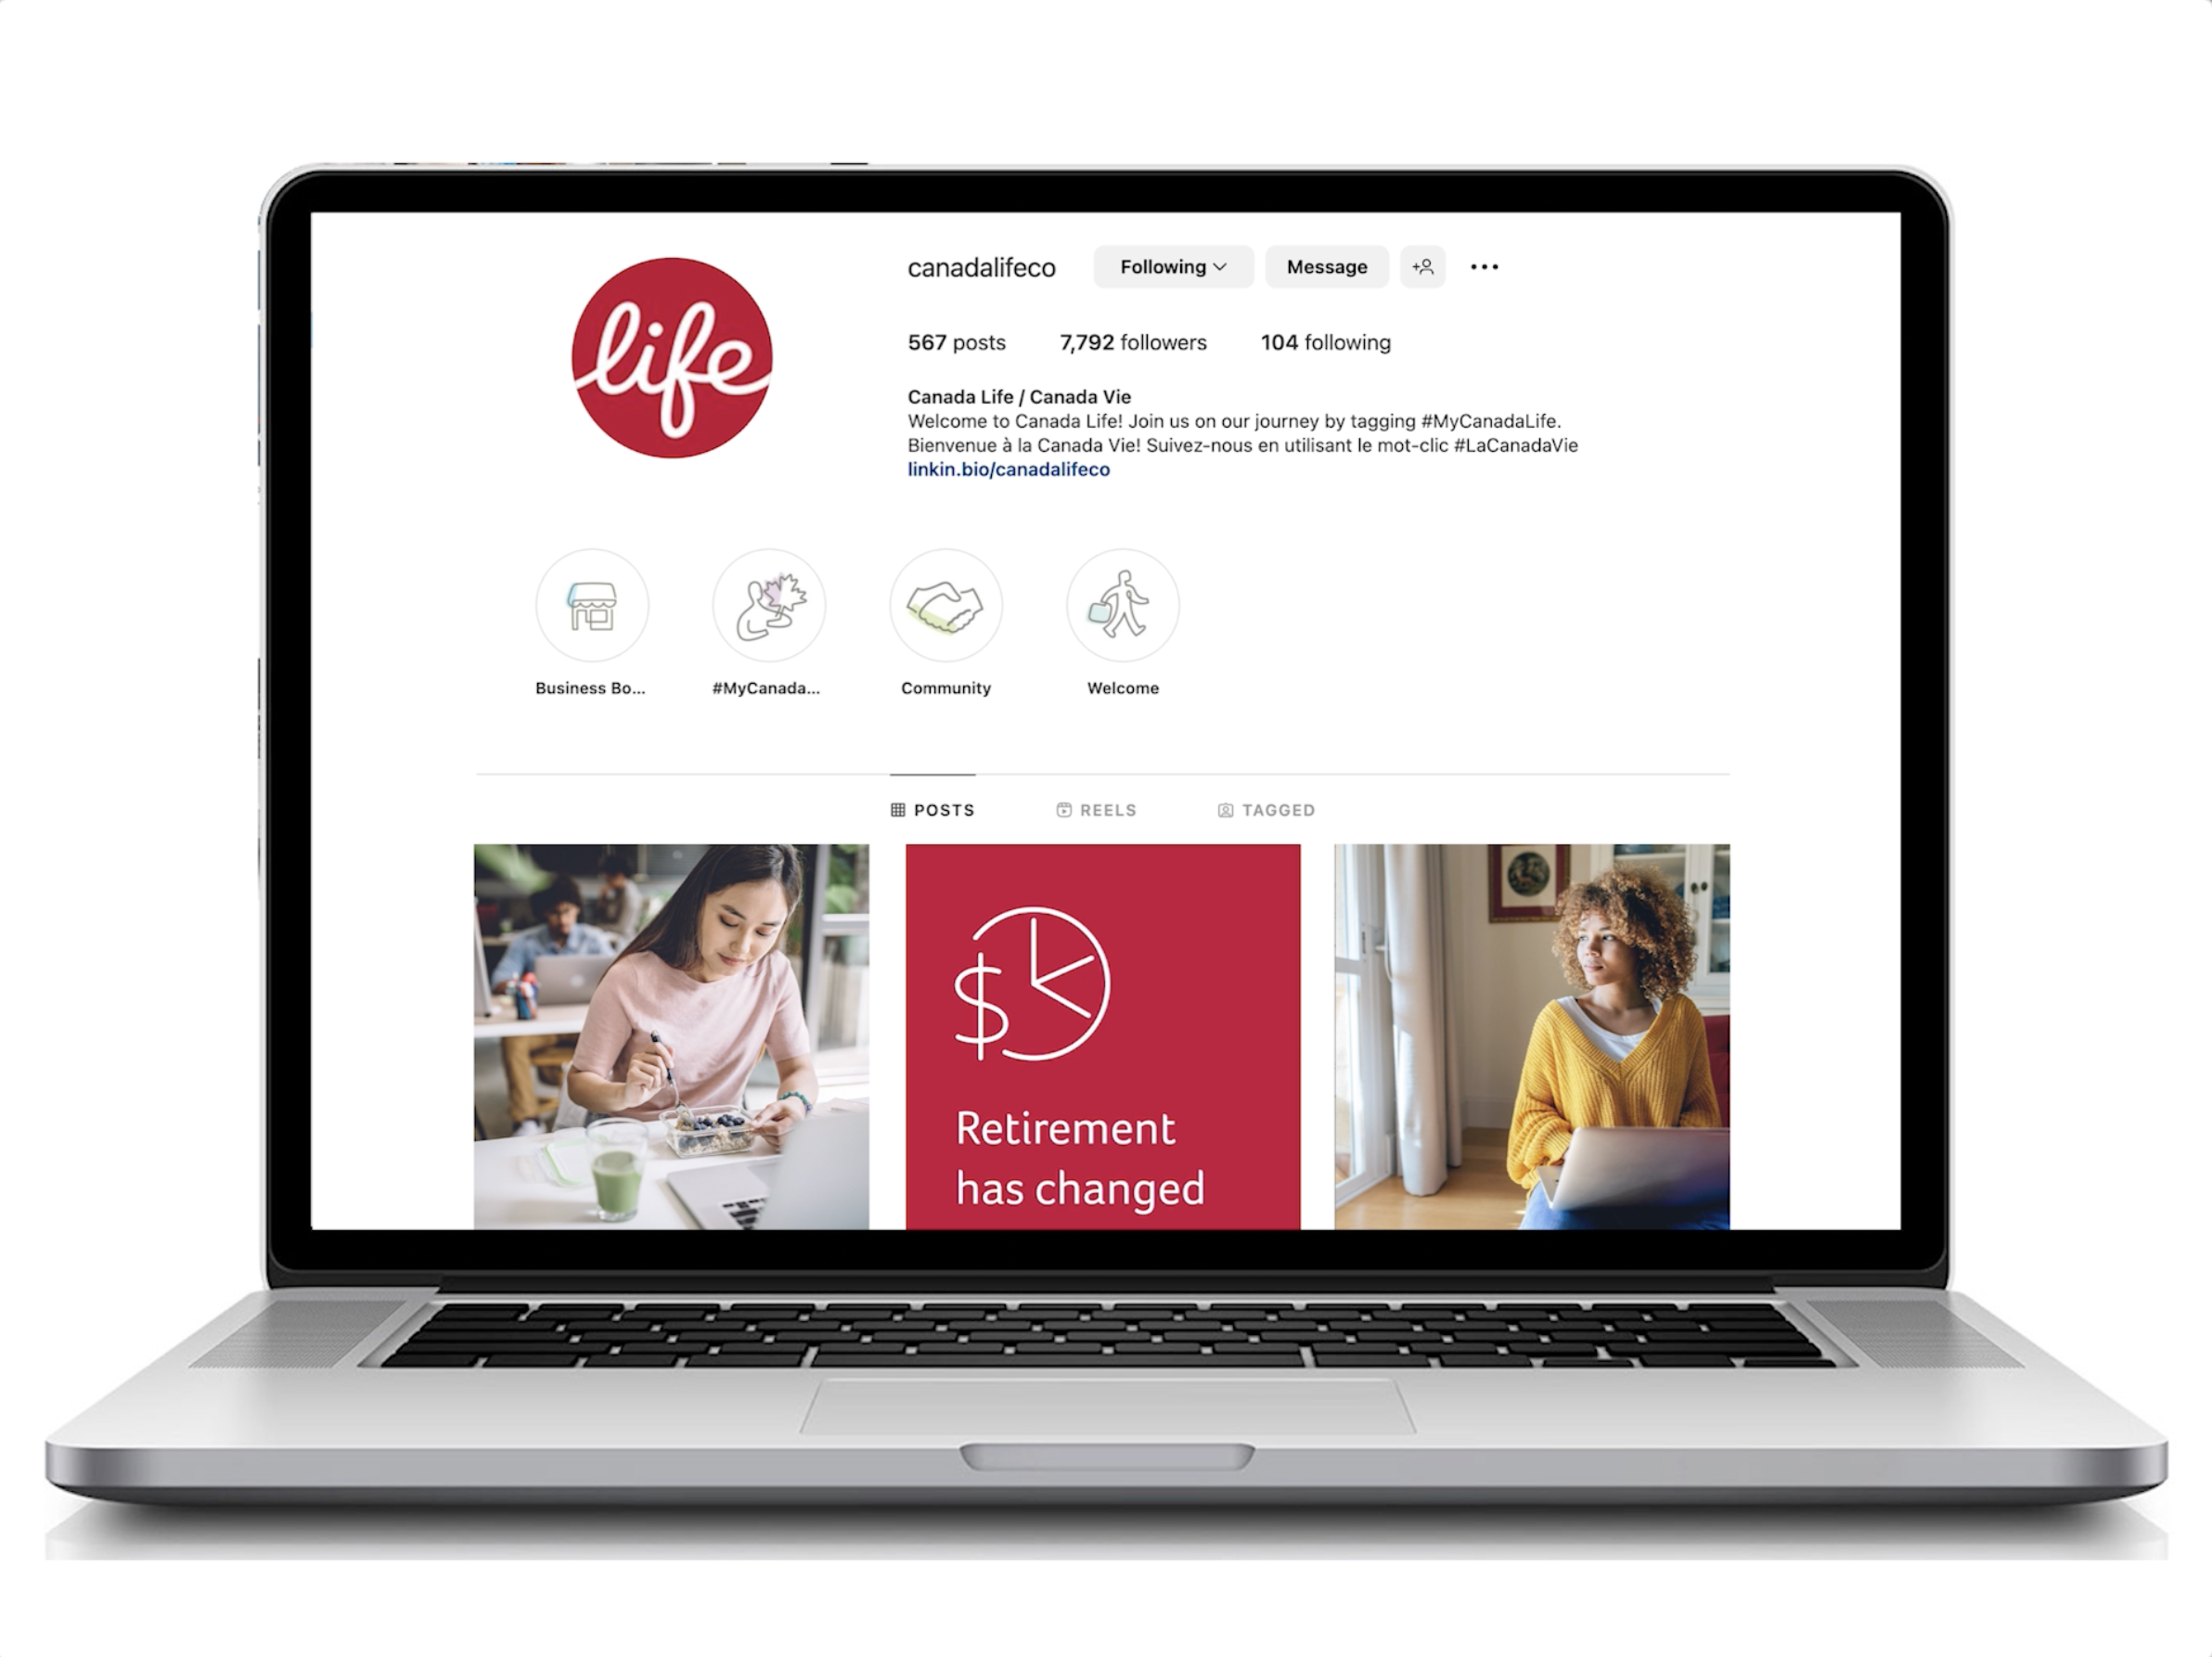 life
canadalifeco
Following
Message
567 posts
7,792 followers
104 following
Canada Life / Canada Vie
Welcome to Canada Life! Join us on our journey by tagging #MyCanadaLife.
Bienvenue à la Canada Vie! Suivez-nous en utilisant le mot-clic #LaCanadaVie
linkin.bio/canadalifeco
Business Bo...
#MyCanada...
Community
Welcome
POSTS
REELS
TAGGED
$
Retirement
has changed